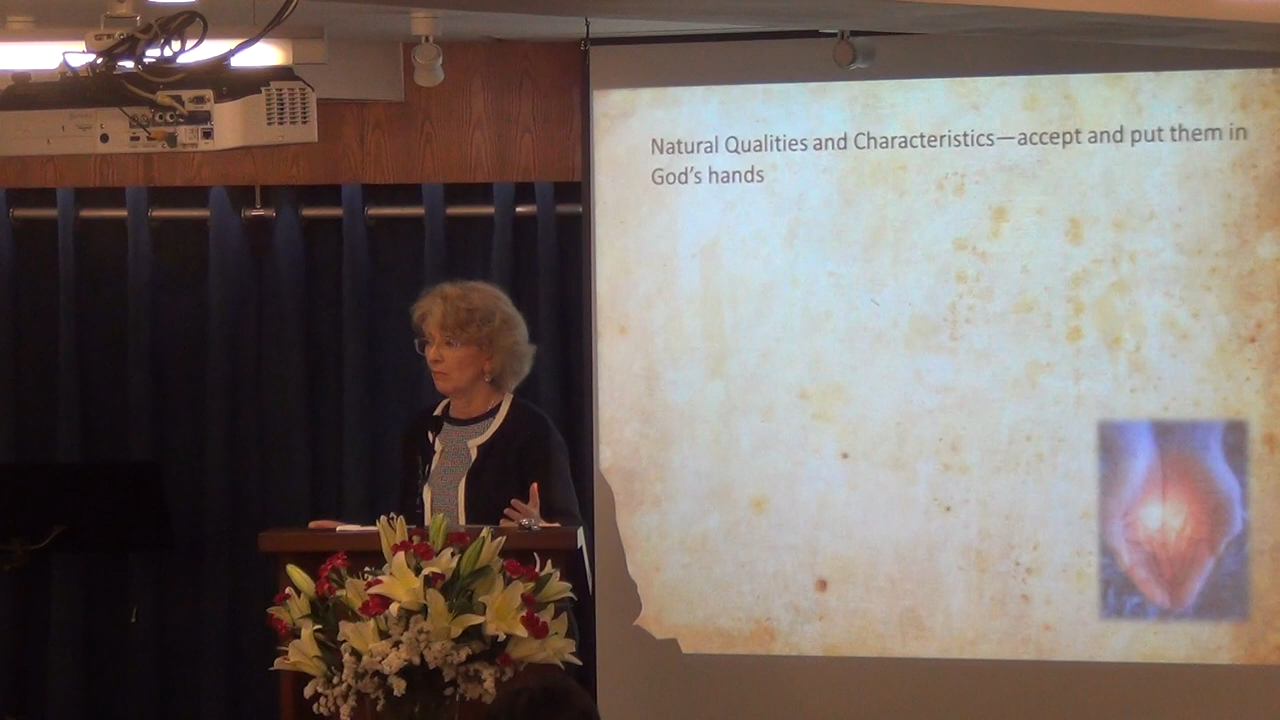 Natural Qualities and Characteristics—accept and put them in
God's hands